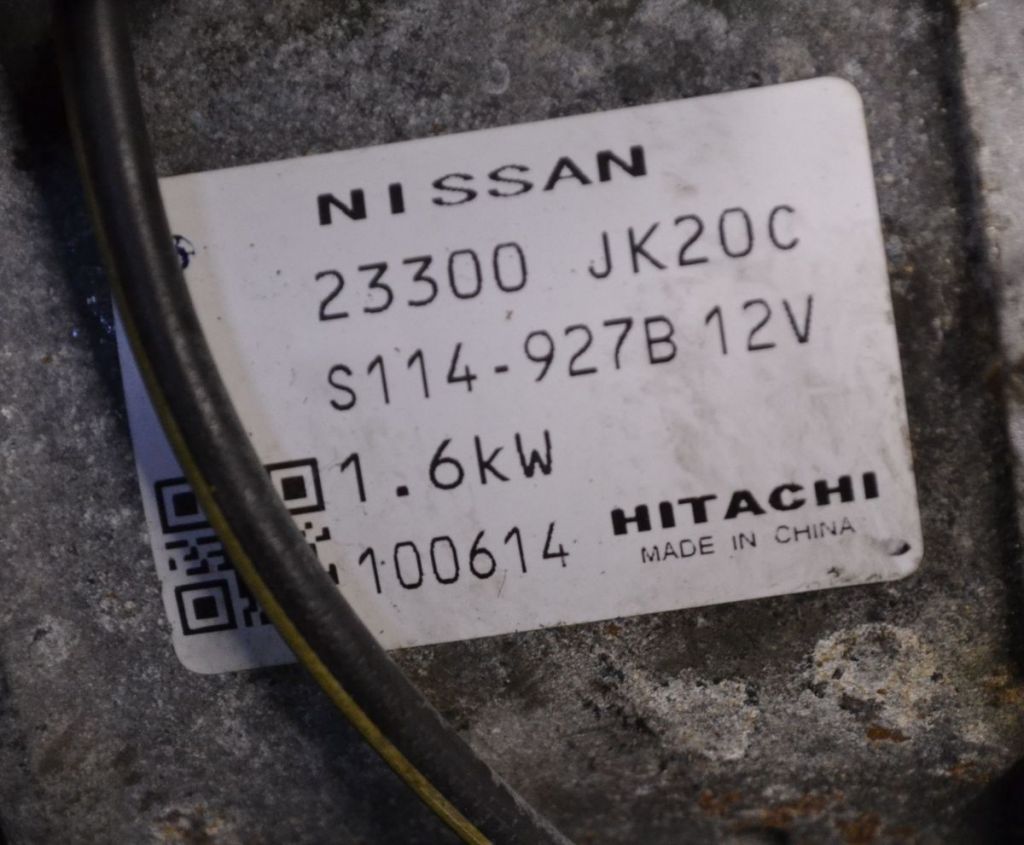 NISSAN
23300 JK20C
S114-927B 12V
1.6kW
100614
HITACHI
MADE IN CHINA